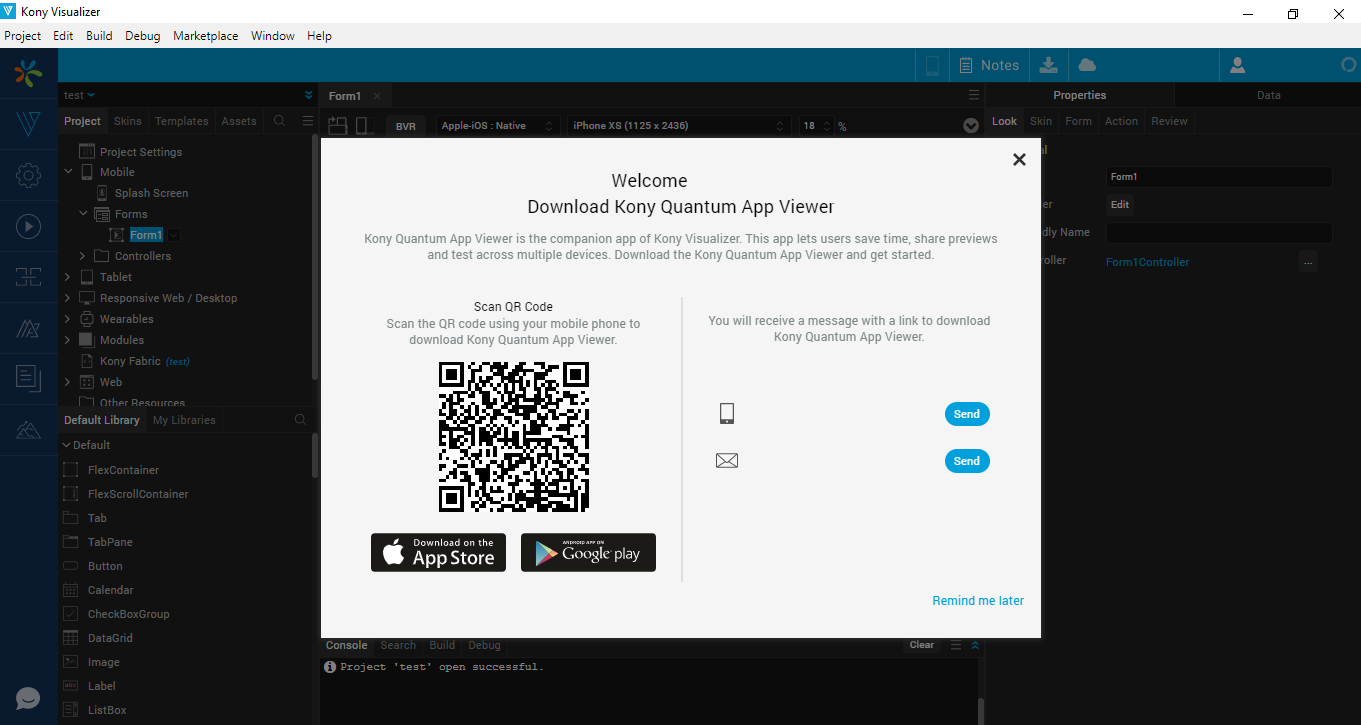 Kony Visualizer
Project Edit Build Debug Marketplace Window Help
Notes
test
Form1
Properties Data
Project Skins Templates Assets
BVR Apple-iOS : Native iPhone XS (1125 x 2436) 18 %
Look Skin Form Action Review
Project Settings
Mobile
Splash Screen
Forms
Form1
Controllers
Tablet
Responsive Web / Desktop
Wearables
Modules
Kony Fabric (test)
Web
Other Resources
Default Library My Libraries
Default
FlexContainer
FlexScrollContainer
Tab
TabPane
Button
Calendar
CheckBoxGroup
DataGrid
Image
Label
ListBox
Welcome
Download Kony Quantum App Viewer
Kony Quantum App Viewer is the companion app of Kony Visualizer. This app lets users save time, share previews
and test across multiple devices. Download the Kony Quantum App Viewer and get started.
Scan QR Code
Scan the QR code using your mobile phone to
download Kony Quantum App Viewer.
Download on the
App Store
ANDROID APP ON
Google play
You will receive a message with a link to download
Kony Quantum App Viewer.
Send
Send
Remind me later
Form1
Edit
dly Name
Form1Controller ...
Console Search Build Debug Clear
Project 'test' open successful.